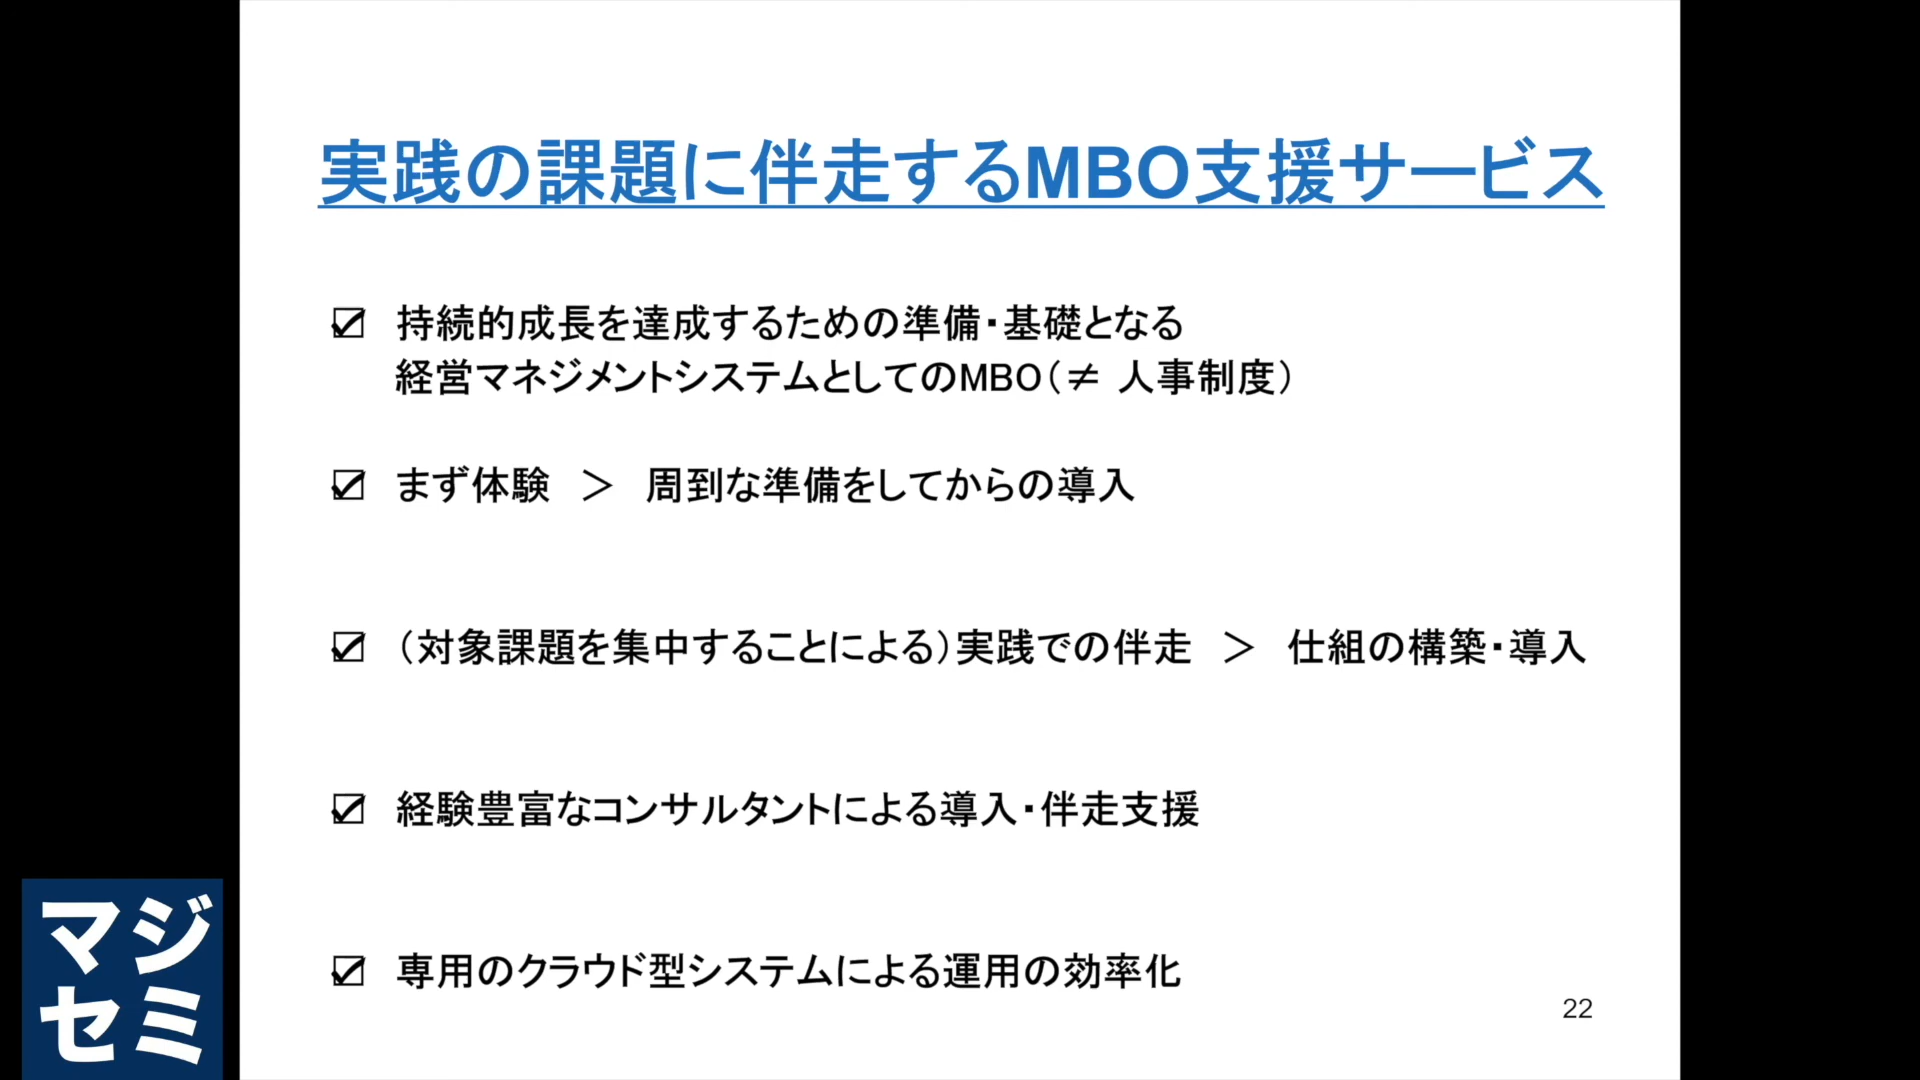 実践の課題に伴走するMBO支援サービス
☑ 持続的成長を達成するための準備・基礎となる
経営マネジメントシステムとしてのMBO（≠ 人事制度）
☑ まず体験 ＞ 周到な準備をしてからの導入
☑ （対象課題を集中することによる）実践での伴走 ＞ 仕組の構築・導入
☑ 経験豊富なコンサルタントによる導入・伴走支援
☑ 専用のクラウド型システムによる運用の効率化
22
マジ
セミ